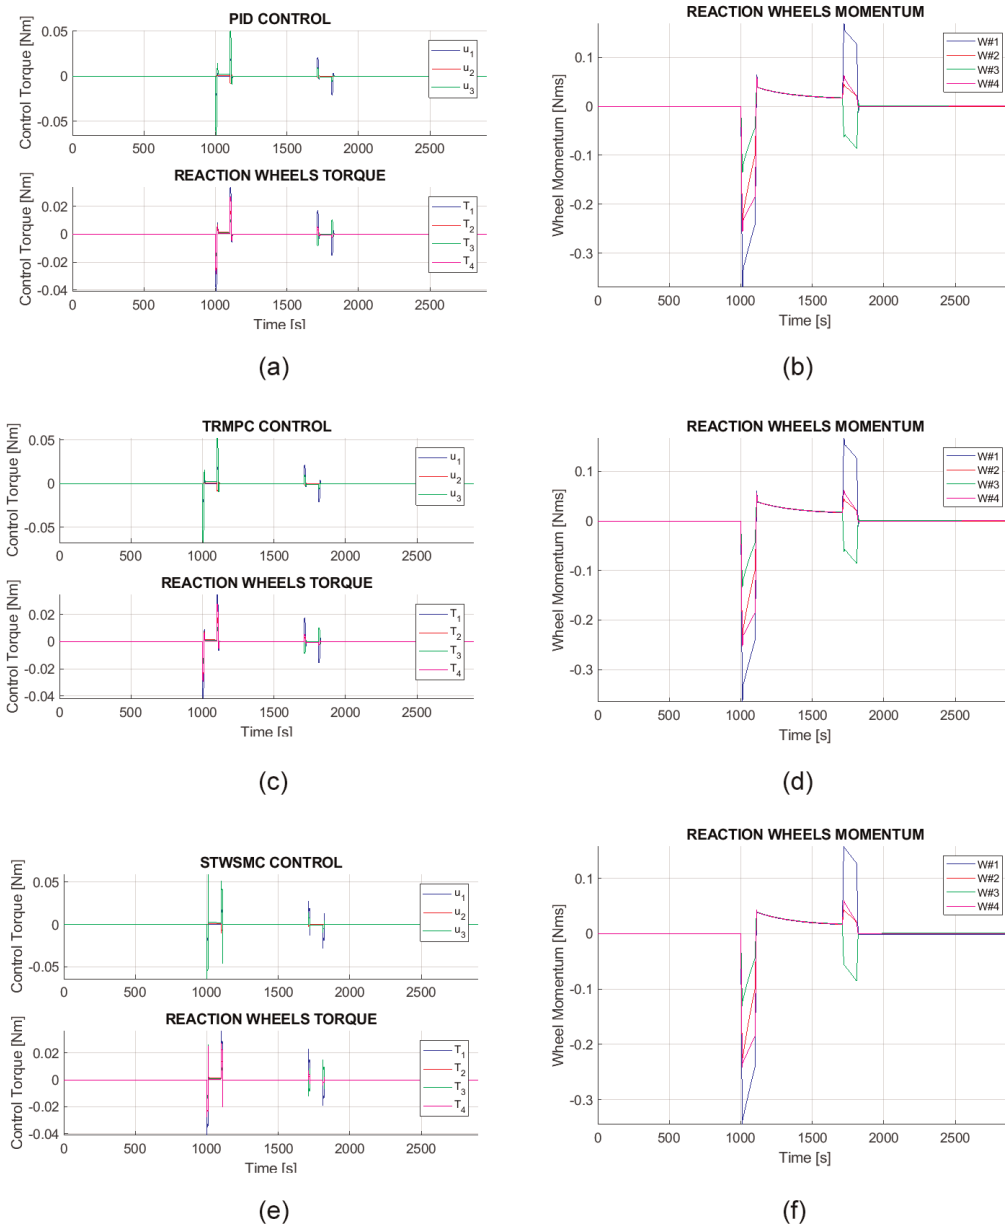 PID CONTROL
Control Torque [Nm]
0.05
0
-0.05
0
500
1000
1500
2000
2500
u1
u2
u3
REACTION WHEELS TORQUE
Control Torque [Nm]
0.02
0
-0.02
-0.04
0
500
1000
1500
2000
2500
Time [s]
T1
T2
T3
T4
(a)
REACTION WHEELS MOMENTUM
Wheel Momentum [Nms]
0.1
0
-0.1
-0.2
-0.3
0
500
1000
1500
2000
2500
Time [s]
W#1
W#2
W#3
W#4
(b)
TRMPC CONTROL
Control Torque [Nm]
0.05
0
-0.05
0
500
1000
1500
2000
2500
u1
u2
u3
REACTION WHEELS TORQUE
Control Torque [Nm]
0.02
0
-0.02
-0.04
0
500
1000
1500
2000
2500
Time [s]
T1
T2
T3
T4
(c)
REACTION WHEELS MOMENTUM
Wheel Momentum [Nms]
0.1
0
-0.1
-0.2
-0.3
0
500
1000
1500
2000
2500
Time [s]
W#1
W#2
W#3
W#4
(d)
STWSMC CONTROL
Control Torque [Nm]
0.05
0
-0.05
0
500
1000
1500
2000
2500
u1
u2
u3
REACTION WHEELS TORQUE
Control Torque [Nm]
0.02
0
-0.02
-0.04
0
500
1000
1500
2000
2500
Time [s]
T1
T2
T3
T4
(e)
REACTION WHEELS MOMENTUM
Wheel Momentum [Nms]
0.1
0
-0.1
-0.2
-0.3
0
500
1000
1500
2000
2500
Time [s]
W#1
W#2
W#3
W#4
(f)